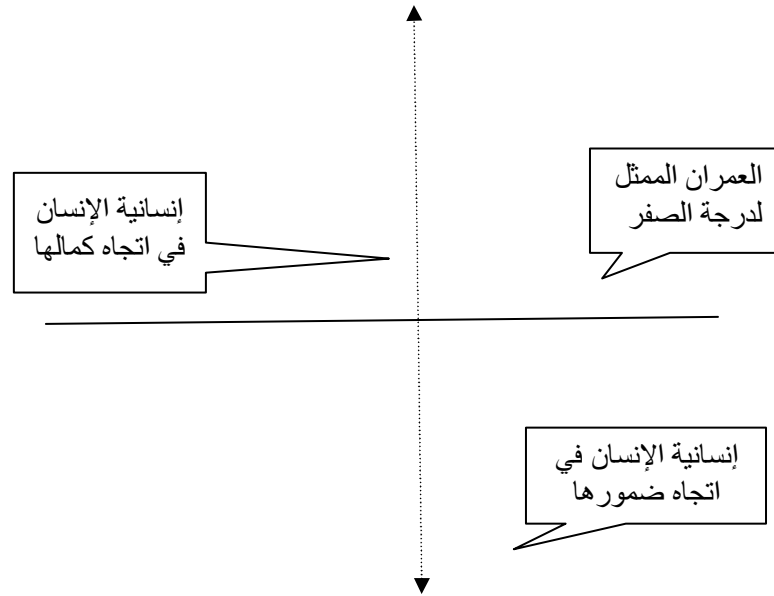 العمران الممثل
لدرجة الصفر
إنسانية الإنسان
في اتجاه كمالها
إنسانية الإنسان في
اتجاه ضمورها